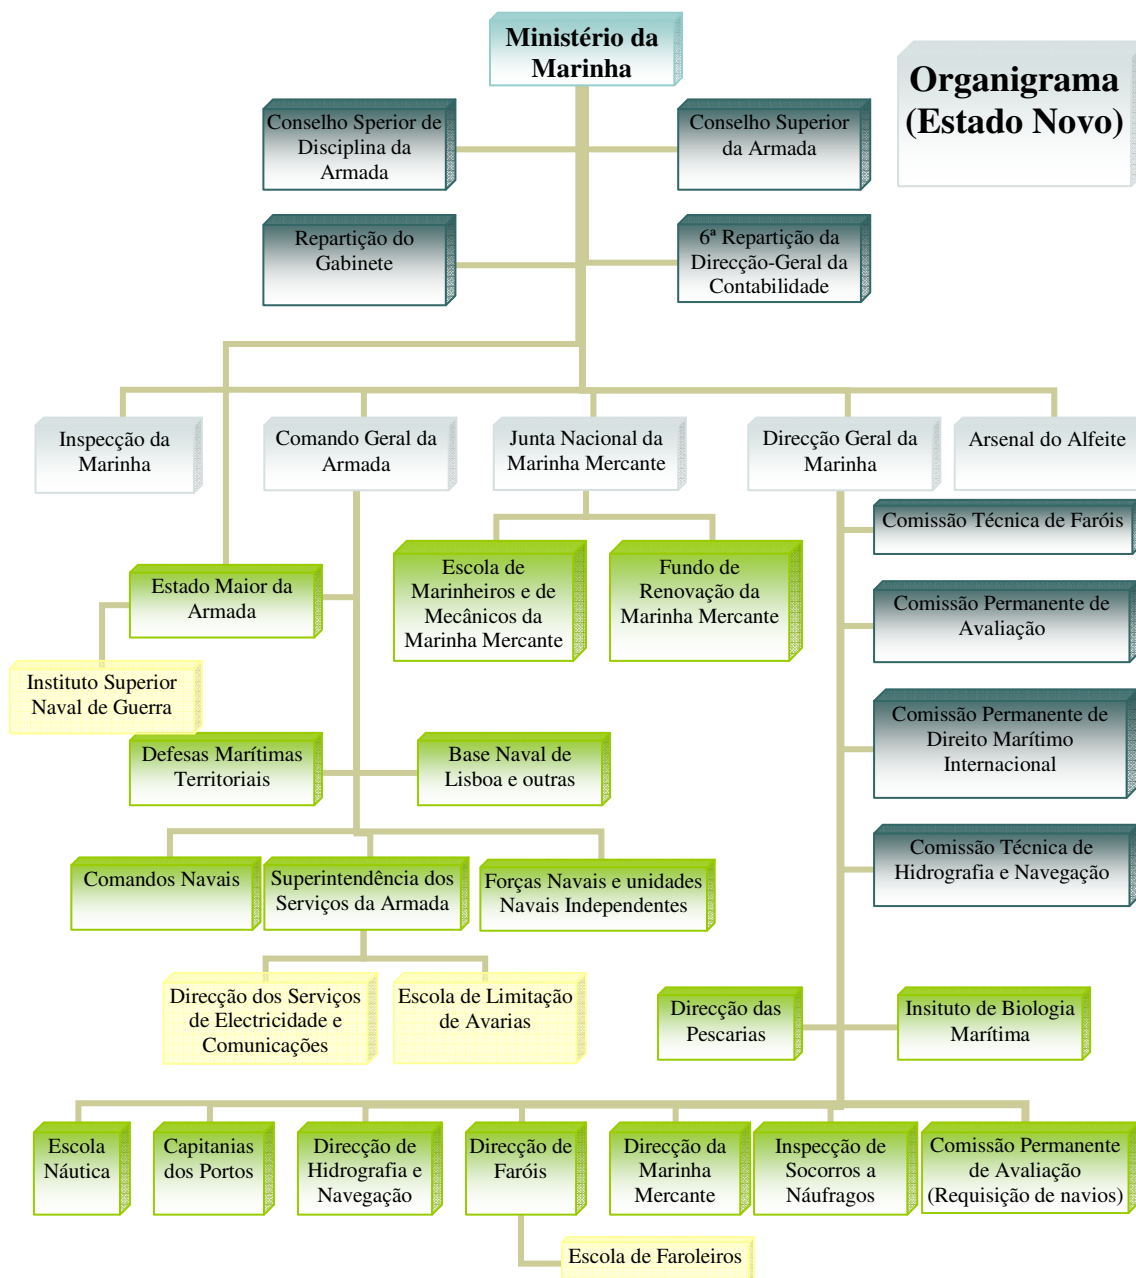 Ministério da
Marinha
Organigrama
(Estado Novo)
Conselho Sperior de
Disciplina da
Armada
Conselho Superior
da Armada
Repartição do
Gabinete
6ª Repartição da
Direcção-Geral da
Contabilidade
Inspecção da
Marinha
Comando Geral da
Armada
Junta Nacional da
Marinha Mercante
Direcção Geral da
Marinha
Arsenal do Alfeite
Comissão Técnica de Faróis
Estado Maior da
Armada
Escola de
Marinheiros e de
Mecânicos da
Marinha Mercante
Fundo de
Renovação da
Marinha Mercante
Comissão Permanente de
Avaliação
Instituto Superior
Naval de Guerra
Comissão Permanente de
Direito Marítimo
Internacional
Defesas Marítimas
Territoriais
Base Naval de
Lisboa e outras
Comissão Técnica de
Hidrografia e Navegação
Comandos Navais
Superintendência dos
Serviços da Armada
Forças Navais e unidades
Navais Independentes
Direcção dos Serviços
de Electricidade e
Comunicações
Escola de Limitação
de Avarias
Direcção das
Pescarias
Insituto de Biologia
Marítima
Escola
Náutica
Capitanias
dos Portos
Direcção de
Hidrografia e
Navegação
Direcção de
Faróis
Direcção da
Marinha
Mercante
Inspecção de
Socorros a
Náufragos
Comissão Permanente
de Avaliação
(Requisição de navios)
Escola de Faroleiros